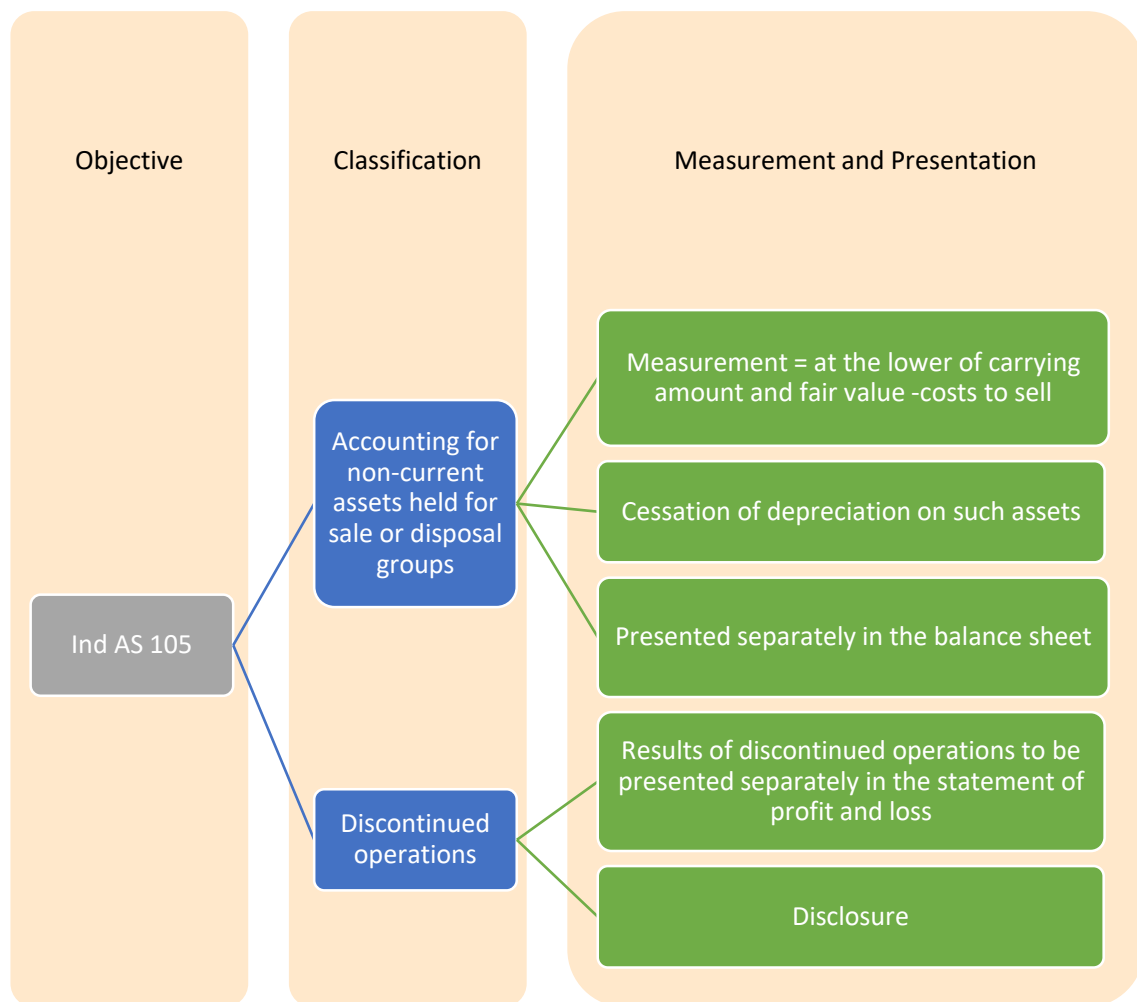 Objective
Classification
Measurement and Presentation
Ind AS 105
Accounting for
non-current
assets held for
sale or disposal
groups
Measurement = at the lower of carrying
amount and fair value -costs to sell
Cessation of depreciation on such assets
Presented separately in the balance sheet
Discontinued
operations
Results of discontinued operations to be
presented separately in the statement of
profit and loss
Disclosure